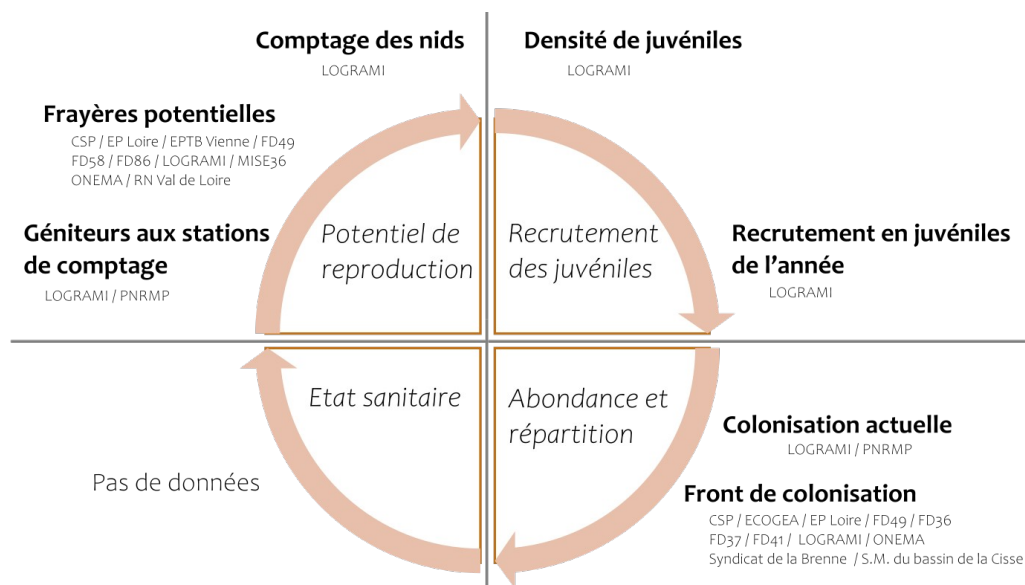 Comptage des nids
LOGRAMI
Densité de juvéniles
LOGRAMI
Frayères potentielles
CSP / EP Loire / EPTB Vienne / FD49
FD58 / FD86 / LOGRAMI / MISE36
ONEMA / RN Val de Loire
Géniteurs aux stations
de comptage
LOGRAMI / PNRMP
Potentiel de
reproduction
Recrutement
des juvéniles
Recrutement en juvéniles
de l’année
LOGRAMI
Etat sanitaire
Abondance et
répartition
Pas de données
Colonisation actuelle
LOGRAMI / PNRMP
Front de colonisation
CSP / ECOGEA / EP Loire / FD49 / FD36
FD37 / FD41 / LOGRAMI / ONEMA
Syndicat de la Brenne / S.M. du bassin de la Cisse